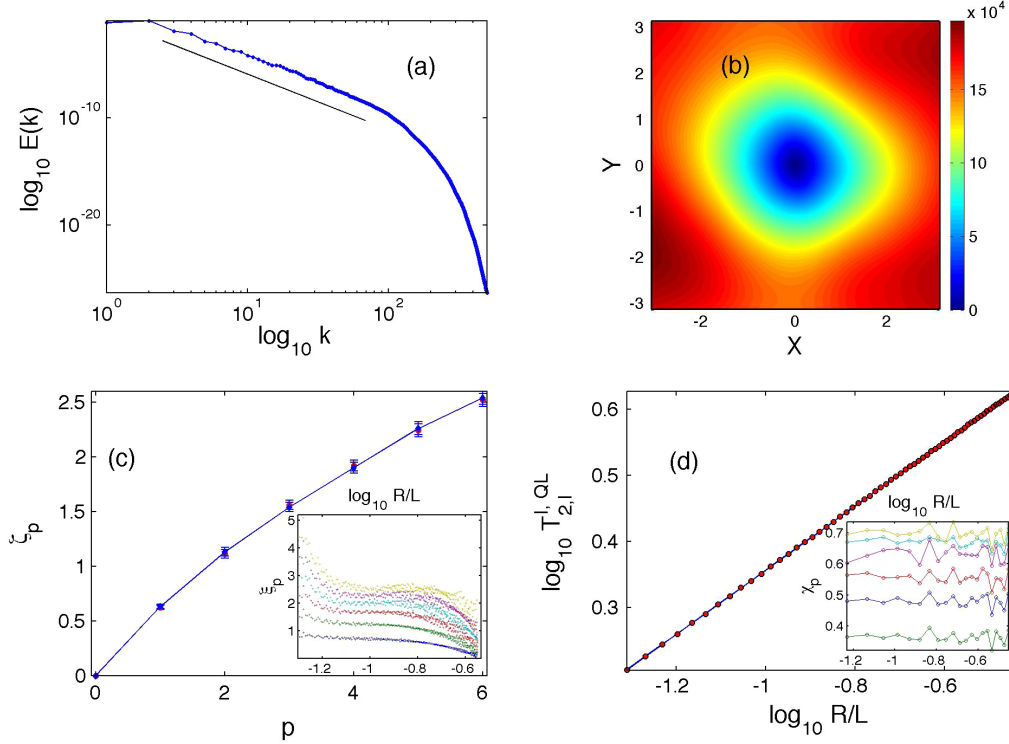 (a)
log10 E(k)
10^-10
10^-20
10^0 10^1 10^2
log10 k
(b)
x 10^4
Y
3 2 1 0 -1 -2 -3
-2 0 2
X
15
10
5
0
(c)
ζp
2.5
2
1.5
1
0.5
0
0 2 4 6
p
log10 R/L
ξp
5
4
3
2
1
-1.2 -1 -0.8 -0.6
(d)
log10 T2,l^I, QL
0.6
0.5
0.4
0.3
-1.2 -1 -0.8 -0.6
log10 R/L
log10 R/L
χp
0.7
0.6
0.5
0.4
-1.2 -1 -0.8 -0.6